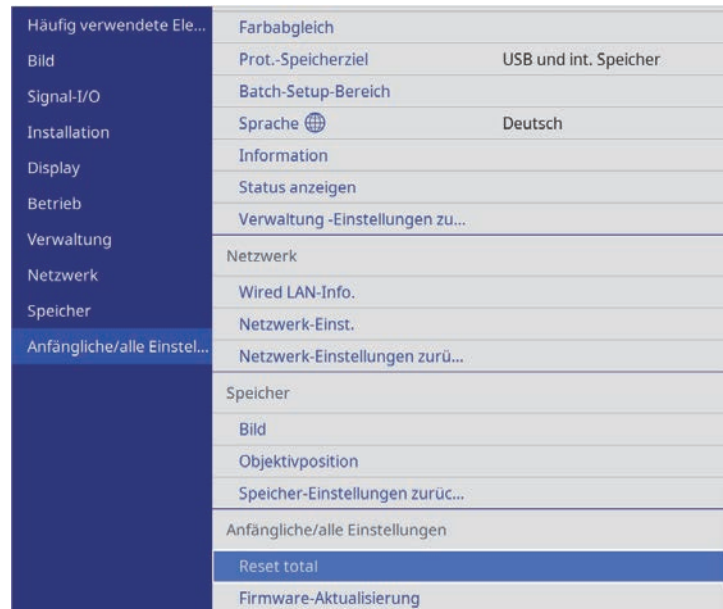 Häufig verwendete Ele...
Bild
Signal-I/O
Installation
Display
Betrieb
Verwaltung
Netzwerk
Speicher
Anfängliche/alle Einstel...
Farbabgleich
Prot.-Speicherziel USB und int. Speicher
Batch-Setup-Bereich
Sprache Deutsch
Information
Status anzeigen
Verwaltung -Einstellungen zu...
Netzwerk
Wired LAN-Info.
Netzwerk-Einst.
Netzwerk-Einstellungen zurü...
Speicher
Bild
Objektivposition
Speicher-Einstellungen zurüc...
Anfängliche/alle Einstellungen
Reset total
Firmware-Aktualisierung